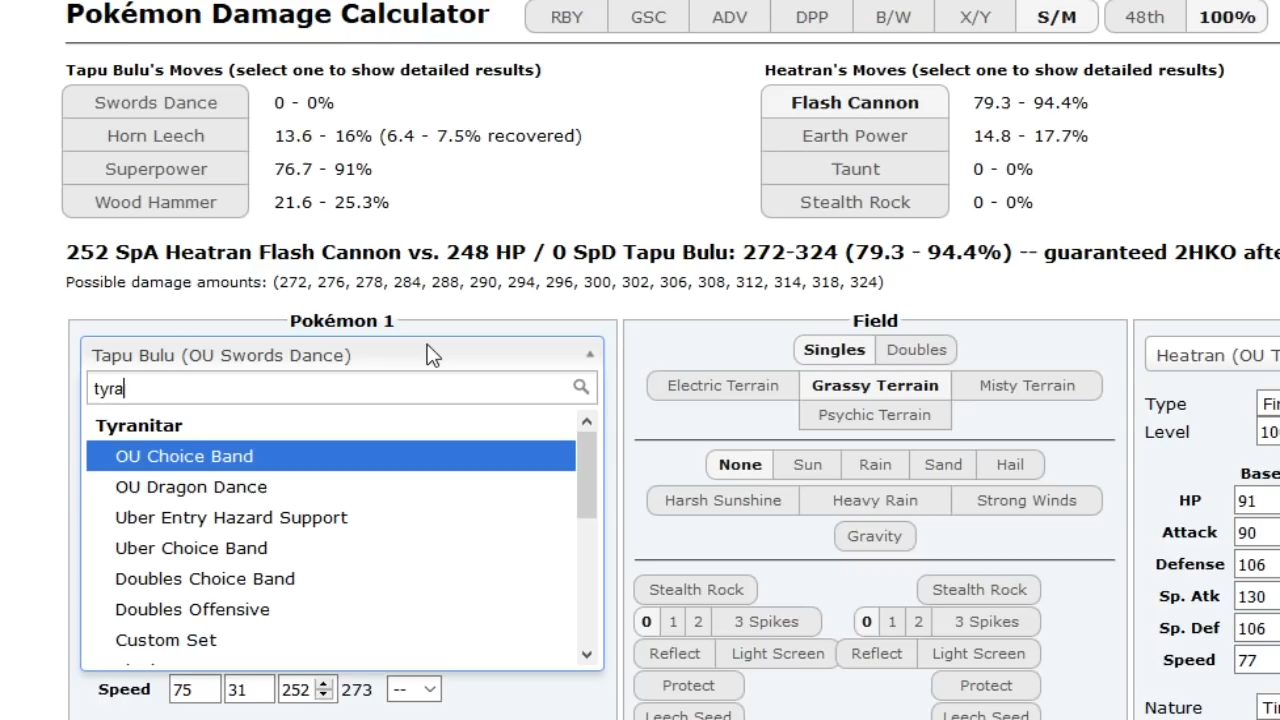 Pokémon Damage Calculator
RBY GSC ADV DPP B/W X/Y S/M 48th 100%
Tapu Bulu's Moves (select one to show detailed results)
Swords Dance 0 - 0%
Horn Leech 13.6 - 16% (6.4 - 7.5% recovered)
Superpower 76.7 - 91%
Wood Hammer 21.6 - 25.3%
Heatran's Moves (select one to show detailed results)
Flash Cannon 79.3 - 94.4%
Earth Power 14.8 - 17.7%
Taunt 0 - 0%
Stealth Rock 0 - 0%
252 SpA Heatran Flash Cannon vs. 248 HP / 0 SpD Tapu Bulu: 272-324 (79.3 - 94.4%) -- guaranteed 2HKO afte
Possible damage amounts: (272, 276, 278, 284, 288, 290, 294, 296, 300, 302, 306, 308, 312, 314, 318, 324)
Pokémon 1
Tapu Bulu (OU Swords Dance)
tyra
Tyranitar
OU Choice Band
OU Dragon Dance
Uber Entry Hazard Support
Uber Choice Band
Doubles Choice Band
Doubles Offensive
Custom Set
Speed 75 31 252 273 --
Field
Singles Doubles
Electric Terrain Grassy Terrain Misty Terrain
Psychic Terrain
None Sun Rain Sand Hail
Harsh Sunshine Heavy Rain Strong Winds
Gravity
Stealth Rock Stealth Rock
0 1 2 3 Spikes 0 1 2 3 Spikes
Reflect Light Screen Reflect Light Screen
Protect Protect
Leech Seed Leech Seed
Heatran (OU T
Type Fir
Level 10
Base
HP 91
Attack 90
Defense 106
Sp. Atk 130
Sp. Def 106
Speed 77
Nature Ti